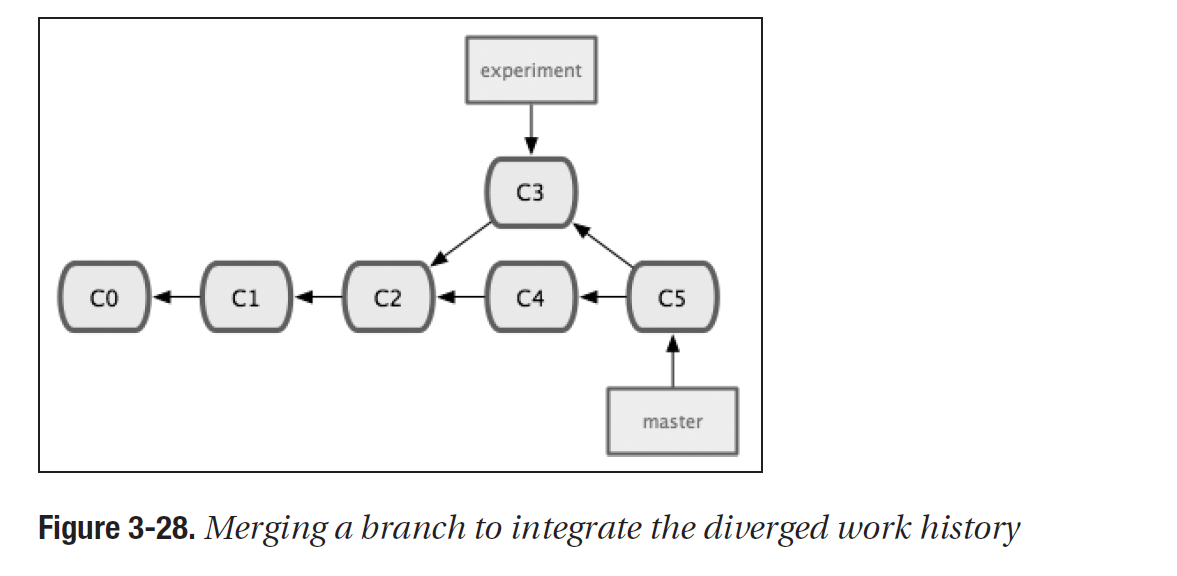 experiment
C3
C0 C1 C2 C4 C5
master
Figure 3-28. Merging a branch to integrate the diverged work history